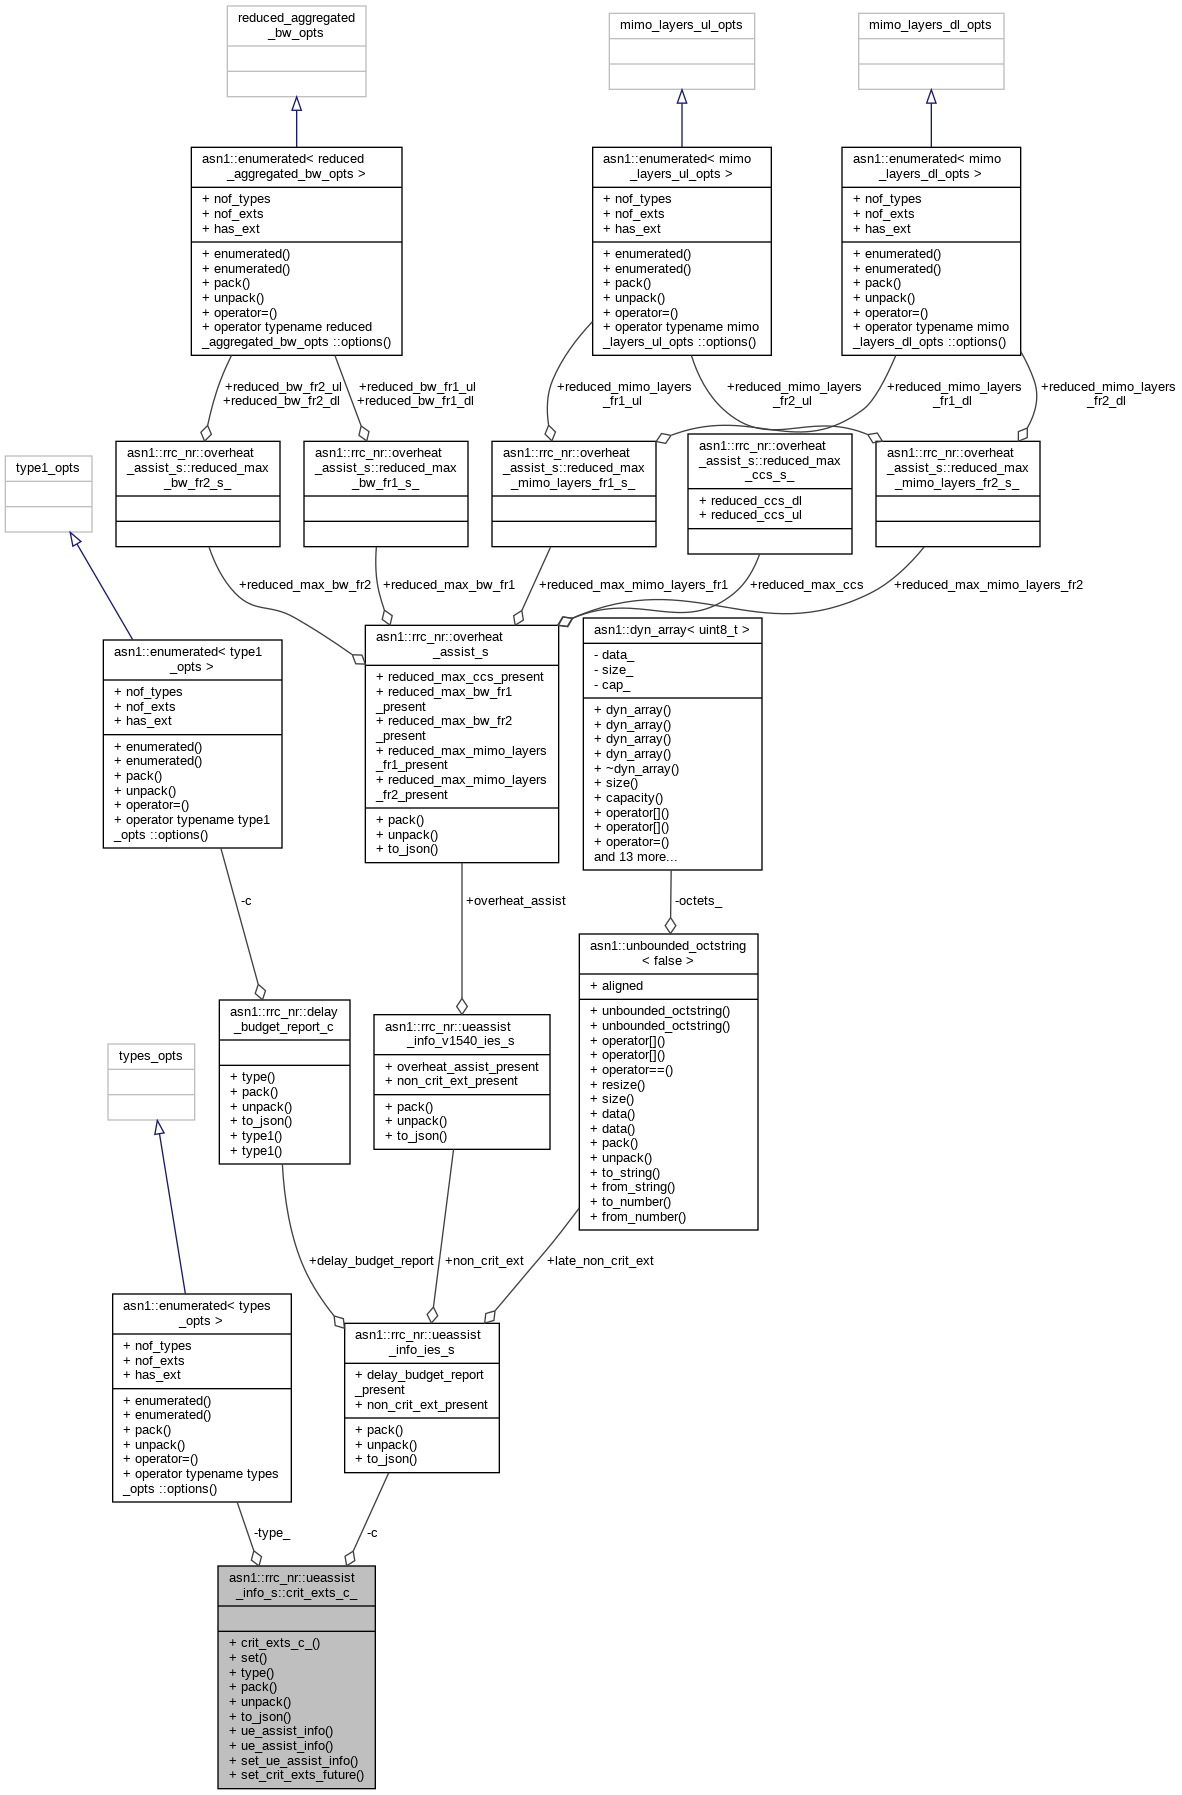 reduced_aggregated
_bw_opts
mimo_layers_ul_opts
mimo_layers_dl_opts
asn1::enumerated< reduced
_aggregated_bw_opts >
+ nof_types
+ nof_exts
+ has_ext
+ enumerated()
+ enumerated()
+ pack()
+ unpack()
+ operator=()
+ operator typename reduced
_aggregated_bw_opts ::options()
asn1::enumerated< mimo
_layers_ul_opts >
+ nof_types
+ nof_exts
+ has_ext
+ enumerated()
+ enumerated()
+ pack()
+ unpack()
+ operator=()
+ operator typename mimo
_layers_ul_opts ::options()
asn1::enumerated< mimo
_layers_dl_opts >
+ nof_types
+ nof_exts
+ has_ext
+ enumerated()
+ enumerated()
+ pack()
+ unpack()
+ operator=()
+ operator typename mimo
_layers_dl_opts ::options()
+reduced_bw_fr2_ul
+reduced_bw_fr2_dl
+reduced_bw_fr1_ul
+reduced_bw_fr1_dl
+reduced_mimo_layers
_fr1_ul
+reduced_mimo_layers
_fr2_ul
+reduced_mimo_layers
_fr1_dl
+reduced_mimo_layers
_fr2_dl
type1_opts
asn1::rrc_nr::overheat
_assist_s::reduced_max
_bw_fr2_s_
asn1::rrc_nr::overheat
_assist_s::reduced_max
_bw_fr1_s_
asn1::rrc_nr::overheat
_assist_s::reduced_max
_mimo_layers_fr1_s_
asn1::rrc_nr::overheat
_assist_s::reduced_max
_ccs_s_
+ reduced_ccs_dl
+ reduced_ccs_ul
asn1::rrc_nr::overheat
_assist_s::reduced_max
_mimo_layers_fr2_s_
+reduced_max_bw_fr2
+reduced_max_bw_fr1
+reduced_max_mimo_layers_fr1
+reduced_max_ccs
+reduced_max_mimo_layers_fr2
asn1::enumerated< type1
_opts >
+ nof_types
+ nof_exts
+ has_ext
+ enumerated()
+ enumerated()
+ pack()
+ unpack()
+ operator=()
+ operator typename type1
_opts ::options()
asn1::rrc_nr::overheat
_assist_s
+ reduced_max_ccs_present
+ reduced_max_bw_fr1
_present
+ reduced_max_bw_fr2
_present
+ reduced_max_mimo_layers
_fr1_present
+ reduced_max_mimo_layers
_fr2_present
+ pack()
+ unpack()
+ to_json()
asn1::dyn_array< uint8_t >
- data_
- size_
- cap_
+ dyn_array()
+ dyn_array()
+ dyn_array()
+ dyn_array()
+ ~dyn_array()
+ size()
+ capacity()
+ operator[]()
+ operator[]()
+ operator=()
and 13 more...
-c
+overheat_assist
-octets_
asn1::rrc_nr::delay
_budget_report_c
+ type()
+ pack()
+ unpack()
+ to_json()
+ type1()
+ type1()
asn1::rrc_nr::ueassist
_info_v1540_ies_s
+ overheat_assist_present
+ non_crit_ext_present
+ pack()
+ unpack()
+ to_json()
asn1::unbounded_octstring
< false >
+ aligned
+ unbounded_octstring()
+ unbounded_octstring()
+ operator[]()
+ operator[]()
+ operator==()
+ resize()
+ size()
+ data()
+ data()
+ pack()
+ unpack()
+ to_string()
+ from_string()
+ to_number()
+ from_number()
types_opts
+delay_budget_report
+non_crit_ext
+late_non_crit_ext
asn1::enumerated< types
_opts >
+ nof_types
+ nof_exts
+ has_ext
+ enumerated()
+ enumerated()
+ pack()
+ unpack()
+ operator=()
+ operator typename types
_opts ::options()
asn1::rrc_nr::ueassist
_info_ies_s
+ delay_budget_report
_present
+ non_crit_ext_present
+ pack()
+ unpack()
+ to_json()
-type_
-c
asn1::rrc_nr::ueassist
_info_s::crit_exts_c_
+ crit_exts_c_()
+ set()
+ type()
+ pack()
+ unpack()
+ to_json()
+ ue_assist_info()
+ ue_assist_info()
+ set_ue_assist_info()
+ set_crit_exts_future()